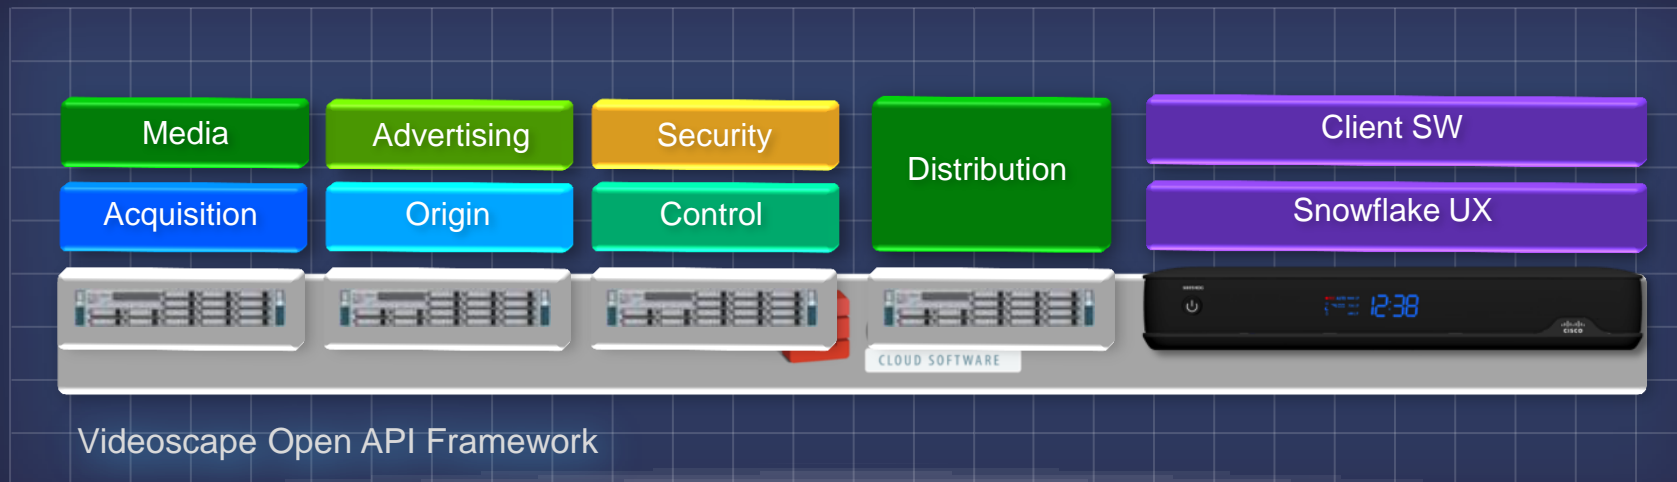 Media
Advertising
Security
Distribution
Client SW
Acquisition
Origin
Control
Snowflake UX
12:38
CISCO
CLOUD SOFTWARE
Videoscape Open API Framework